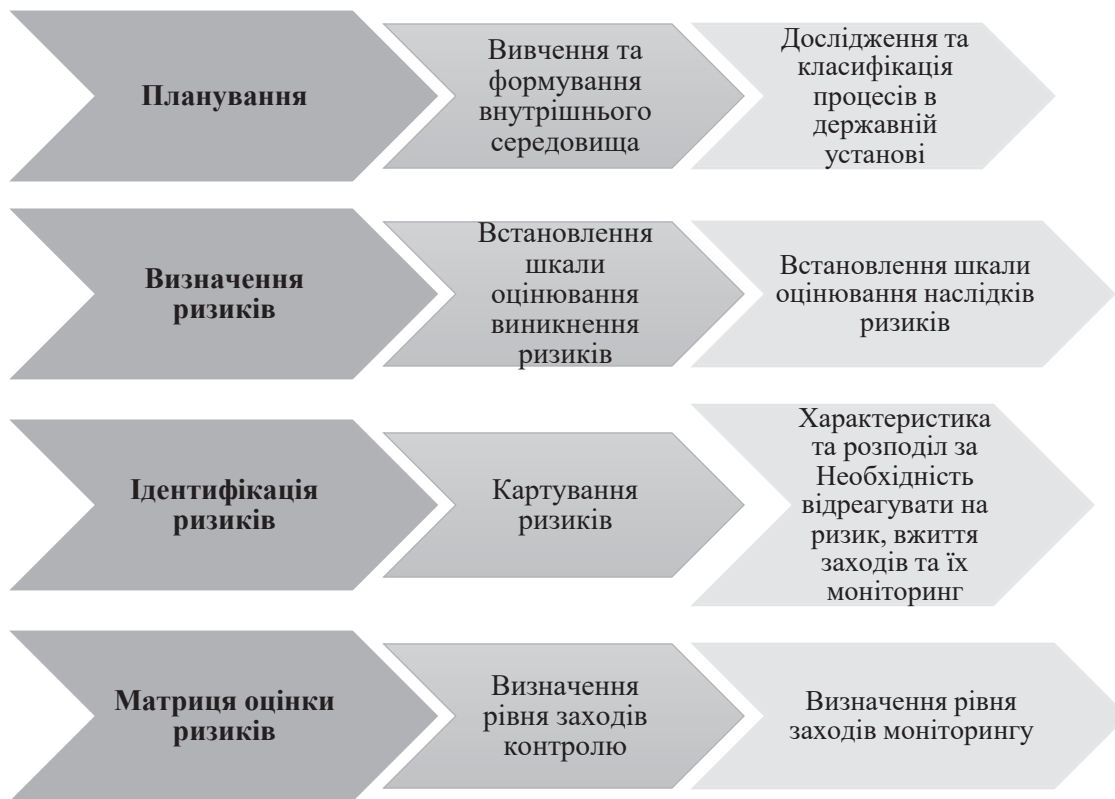 Планування
Вивчення та
формування
внутрішнього
середовища
Дослідження та
класифікація
процесів в
державній
установі
Визначення
ризиків
Встановлення
шкали
оцінювання
виникнення
ризиків
Встановлення шкали
оцінювання наслідків
ризиків
Ідентифікація
ризиків
Картування
ризиків
Характеристика
та розподіл за
Необхідність
відреагувати на
ризик, вжиття
заходів та їх
моніторинг
Матриця оцінки
ризиків
Визначення
рівня заходів
контролю
Визначення рівня
заходів моніторингу